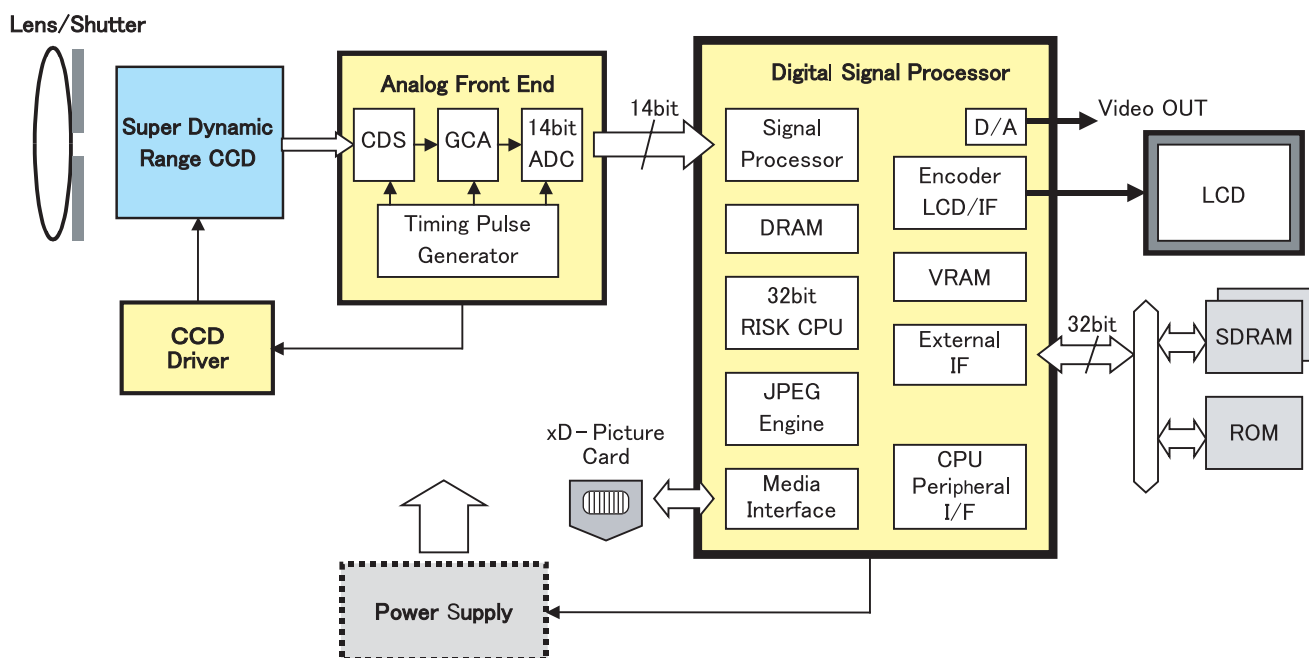 Lens/Shutter
Super Dynamic
Range CCD
CCD
Driver
Analog Front End
CDS
GCA
14bit
ADC
Timing Pulse
Generator
14bit
Digital Signal Processor
Signal
Processor
DRAM
32bit
RISK CPU
JPEG
Engine
Media
Interface
D/A
Encoder
LCD/IF
VRAM
External
IF
CPU
Peripheral
I/F
Video OUT
LCD
32bit
SDRAM
ROM
xD-Picture
Card
Power Supply